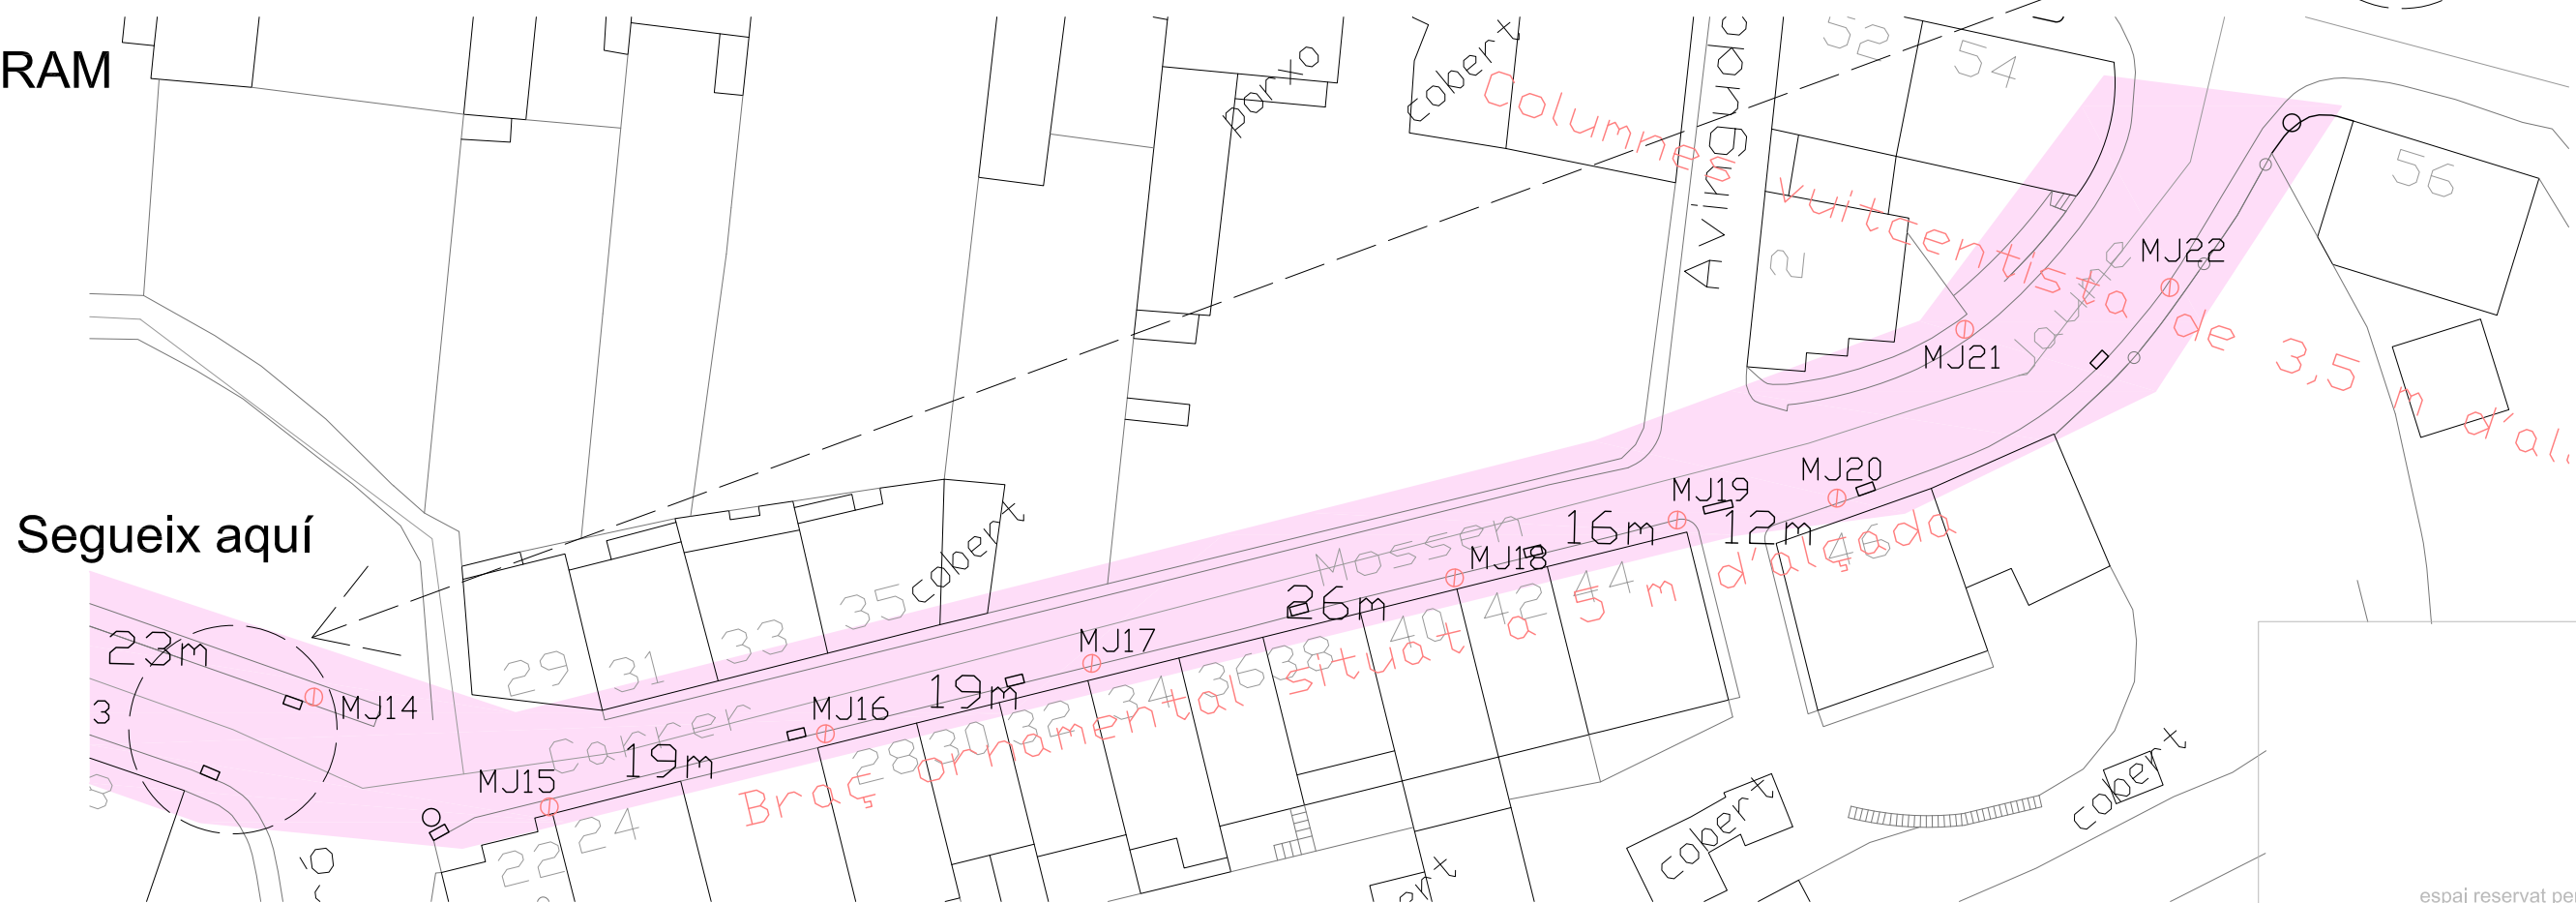 RAM
porxo
cobert
Columnes vuitcentista de 3,5 m d'al
52
54
56
2
MJ22
MJ21
Jaume
Segueix aquí
MJ20
MJ19
16m
12m
46
Mossen
MJ18
26m
cobert
29
31
33
35
40
42
44
MJ17
23m
MJ14
3
MJ16
19m
34
36
38
32
30
28
Correr
19m
MJ15
Braç ornamental situat a 5 m d'alçada
22
24
cobert
cobert
ert
espai reservat per